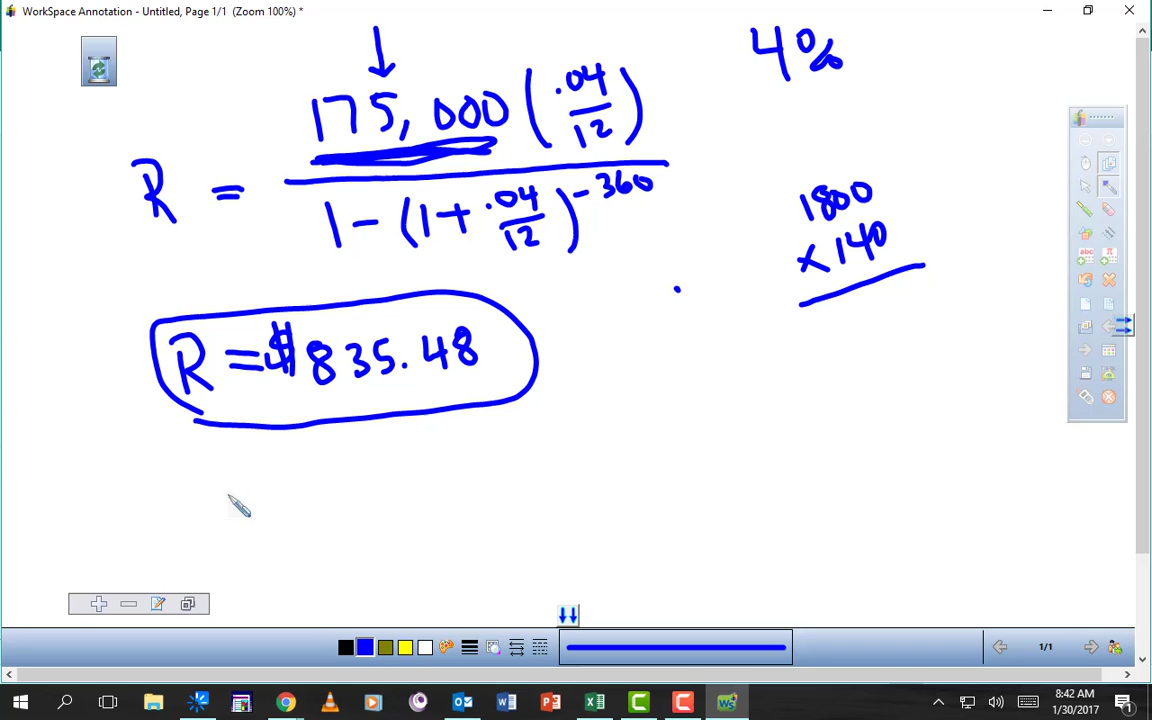 WorkSpace Annotation - Untitled, Page 1/1 (Zoom 100%) *
4%
175,000 (.04/12)
R = 
1 - (1 + .04/12)^-360
1800
x 140
R = $835.48
1/1
8:42 AM
1/30/2017